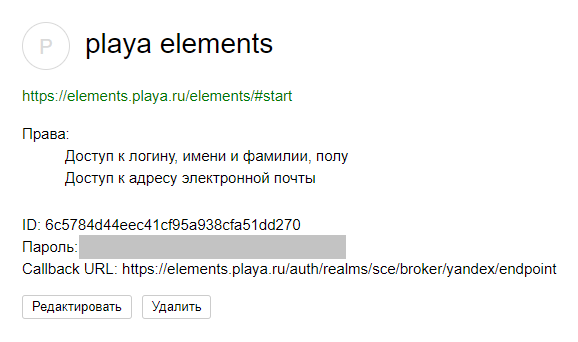 P
playa elements
https://elements.playa.ru/elements/#start
Права:
Доступ к логину, имени и фамилии, полу
Доступ к адресу электронной почты
ID: 6c5784d44eec41cf95a938cfa51dd270
Пароль:
Callback URL: https://elements.playa.ru/auth/realms/sce/broker/yandex/endpoint
Редактировать Удалить